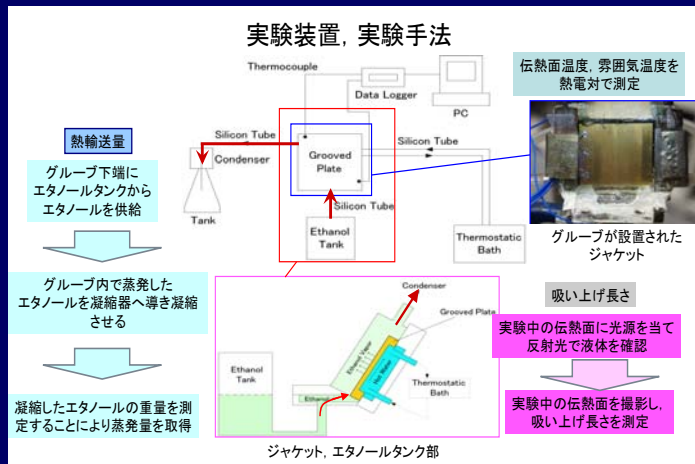 実験装置, 実験手法
Thermocouple
Data Logger
PC
伝熱面温度, 雰囲気温度を
熱電対で測定
熱輸送量
Silicon Tube
Condenser
Grooved
Plate
Silicon Tube
グルーブ下端に
エタノールタンクから
エタノールを供給
Tank
Silicon Tube
Ethanol
Tank
Thermostatic
Bath
グルーブが設置された
ジャケット
グルーブ内で蒸発した
エタノールを凝縮器へ導き凝縮
させる
Condenser
Grooved Plate
Ethanol Vapor
Hot Water
Ethanol
Tank
Ethanol
Thermostatic
Bath
吸い上げ長さ
実験中の伝熱面に光源を当て
反射光で液体を確認
凝縮したエタノールの重量を測
定することにより蒸発量を取得
実験中の伝熱面を撮影し,
吸い上げ長さを測定
ジャケット, エタノールタンク部